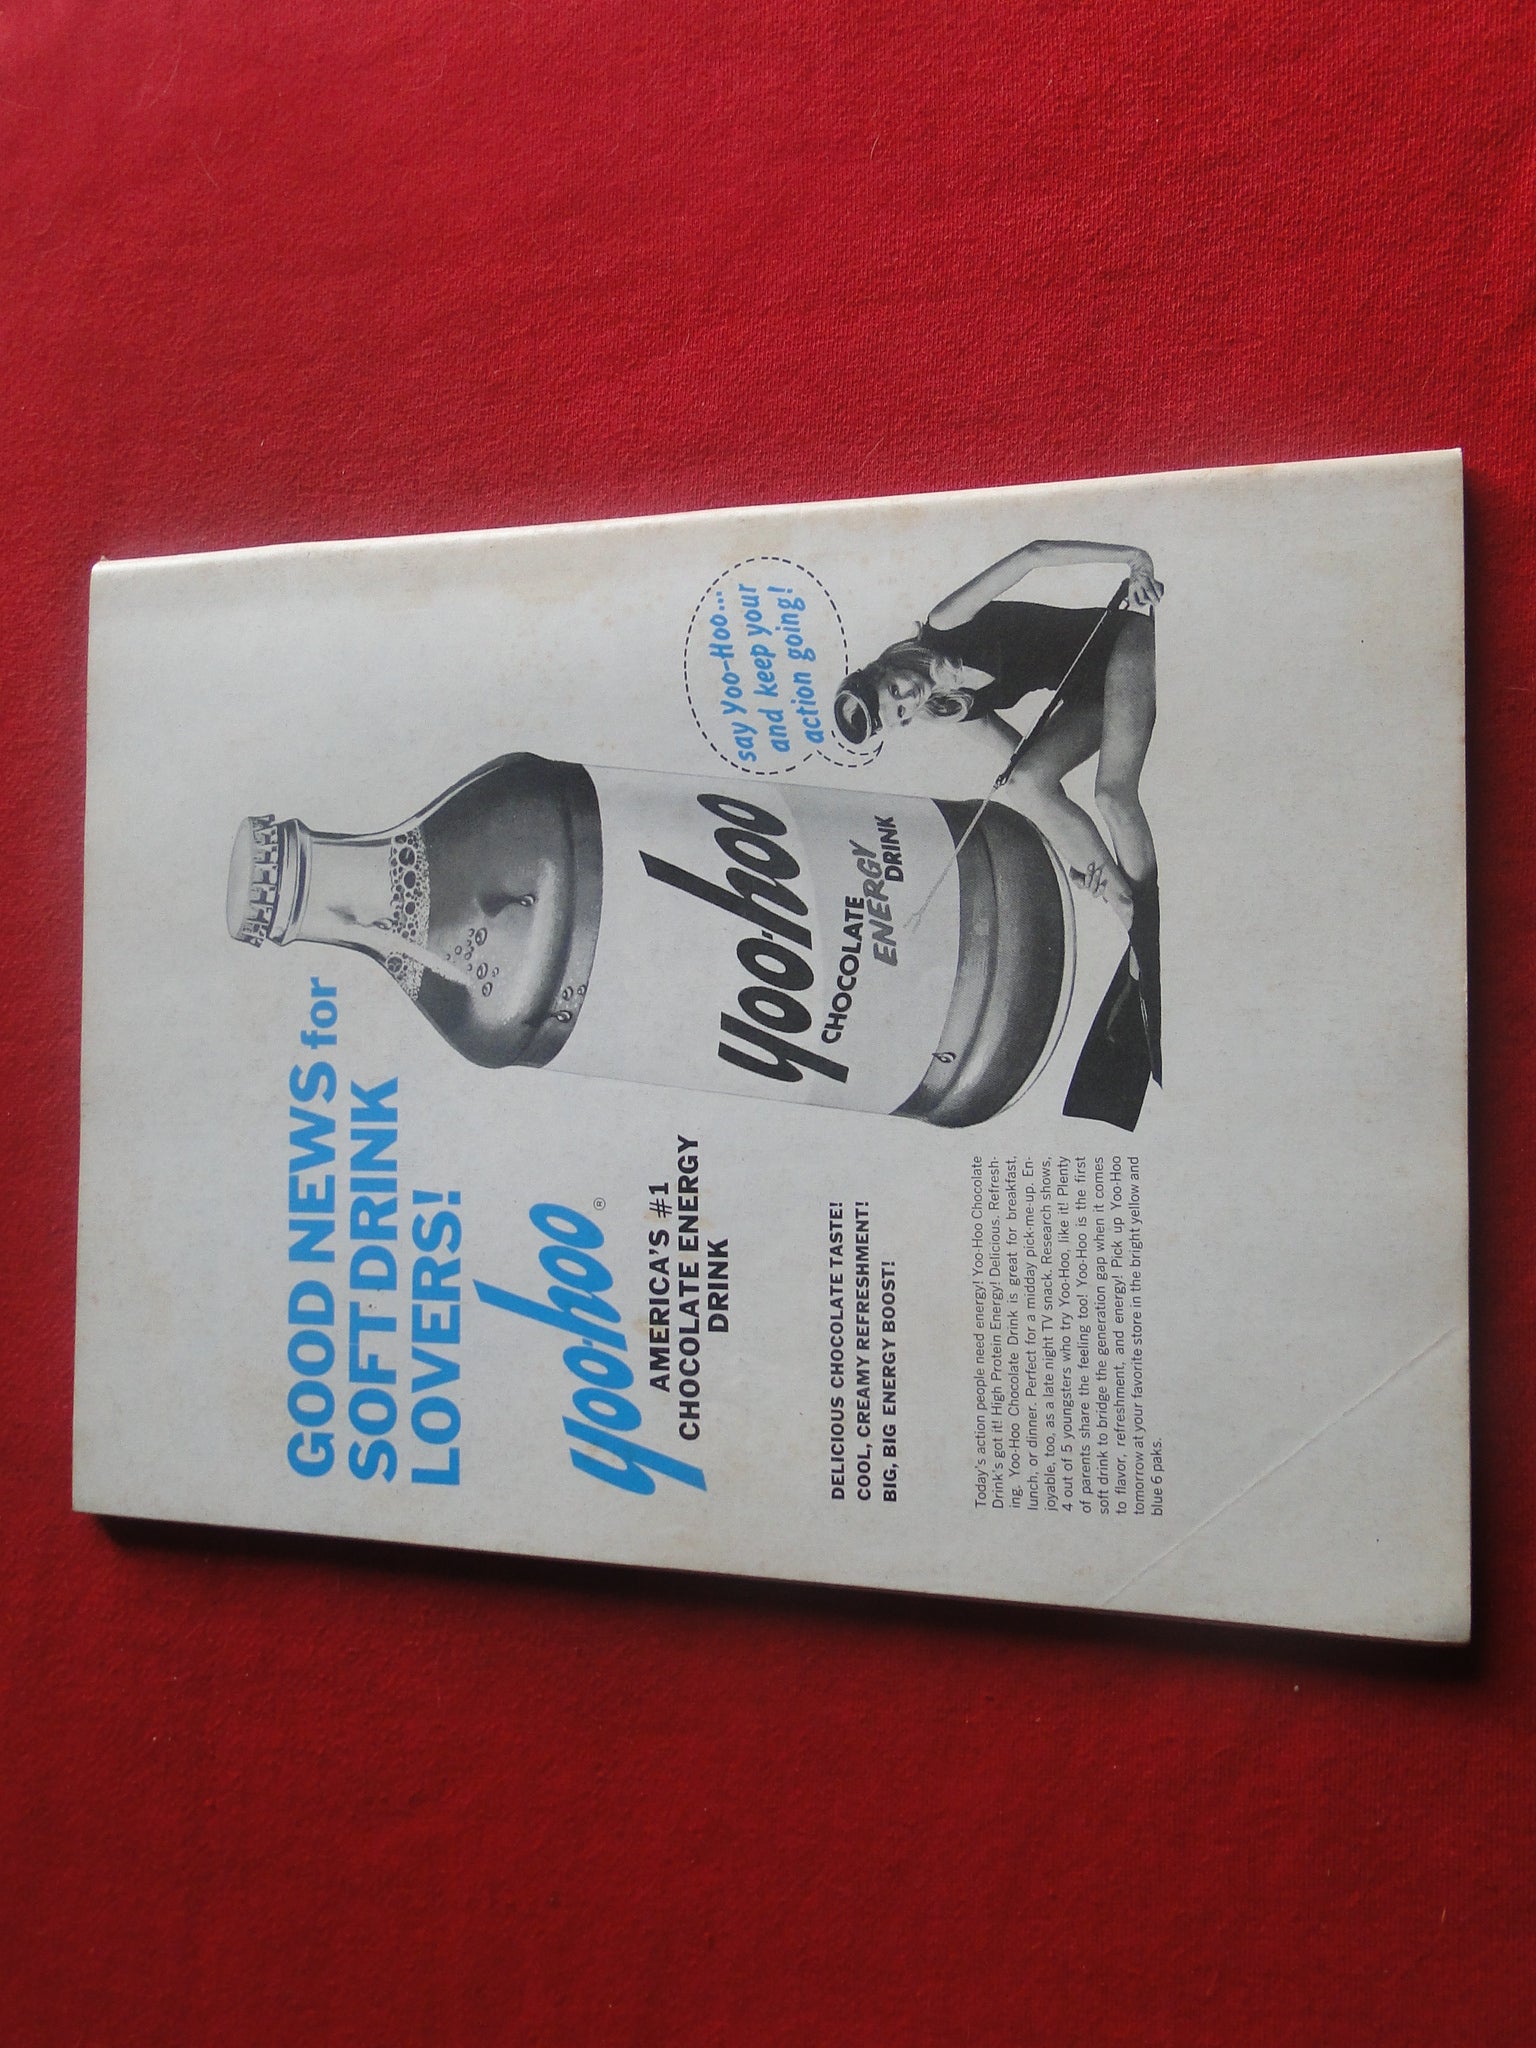 GOOD NEWS for
SOFT DRINK
LOVERS!
yoo-hoo®
AMERICA'S #1
CHOCOLATE ENERGY
DRINK
DELICIOUS CHOCOLATE TASTE!
COOL, CREAMY REFRESHMENT!
BIG, BIG ENERGY BOOST!
Today's action people need energy! Yoo-Hoo Chocolate
Drink's got it! High Protein Energy! Delicious. Refresh-
ing. Yoo-Hoo Chocolate Drink is great for breakfast,
lunch, or dinner. Perfect for a midday pick-me-up. En-
joyable, too, as a late night TV snack. Research shows,
4 out of 5 youngsters who try Yoo-Hoo, like it! Plenty
of parents share the feeling too! Yoo-Hoo is the first
soft drink to bridge the generation gap when it comes
to flavor, refreshment, and energy! Pick up Yoo-Hoo
tomorrow at your favorite store in the bright yellow and
blue 6 paks.
yoo-hoo
CHOCOLATE
ENERGY
DRINK
say Yoo-Hoo...
and keep your
action going!